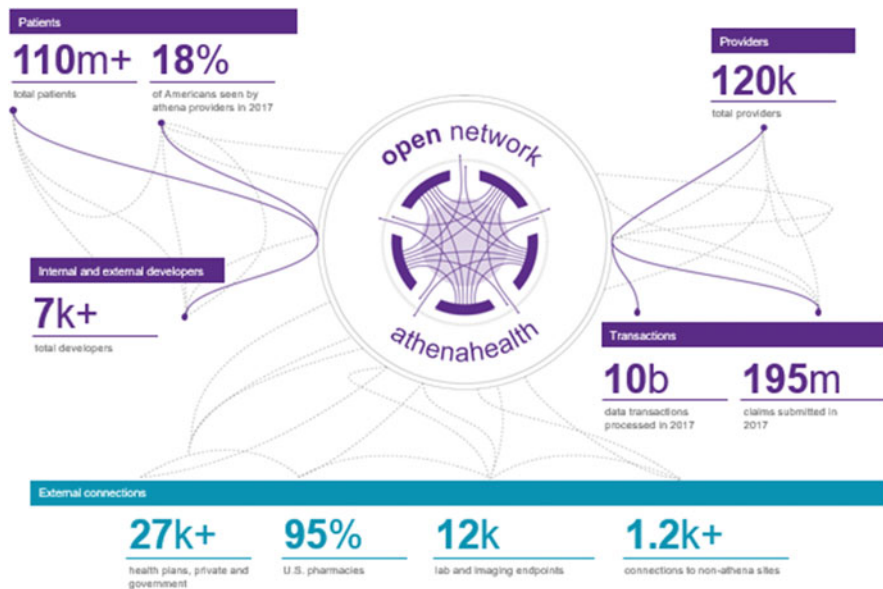 Patients
110m+
total patients
18%
of Americans seen by
athena providers in 2017
Providers
120k
total providers
open network
athenahealth
Internal and external developers
7k+
total developers
Transactions
10b
data transactions
processed in 2017
195m
claims submitted in
2017
External connections
27k+
health plans, private and
government
95%
U.S. pharmacies
12k
lab and imaging endpoints
1.2k+
connections to non-athena sites